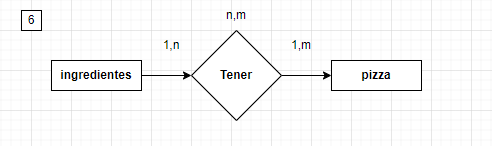 6
n,m
1,n
1,m
ingredientes
Tener
pizza